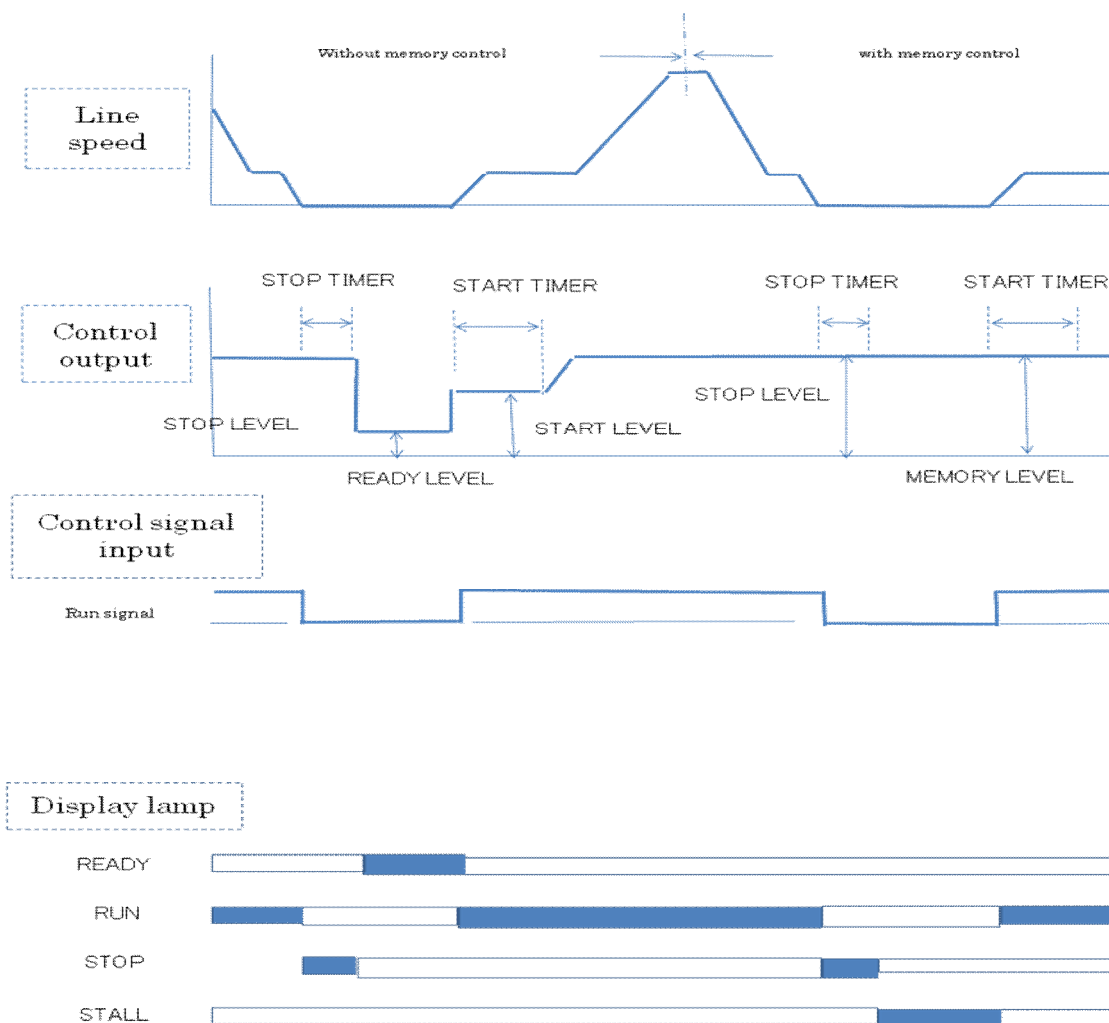 Without memory control
with memory control
Line
speed
STOP TIMER
START TIMER
STOP TIMER
START TIMER
Control
output
STOP LEVEL
START LEVEL
STOP LEVEL
READY LEVEL
MEMORY LEVEL
Control signal
input
Run signal
Display lamp
READY
RUN
STOP
STALL